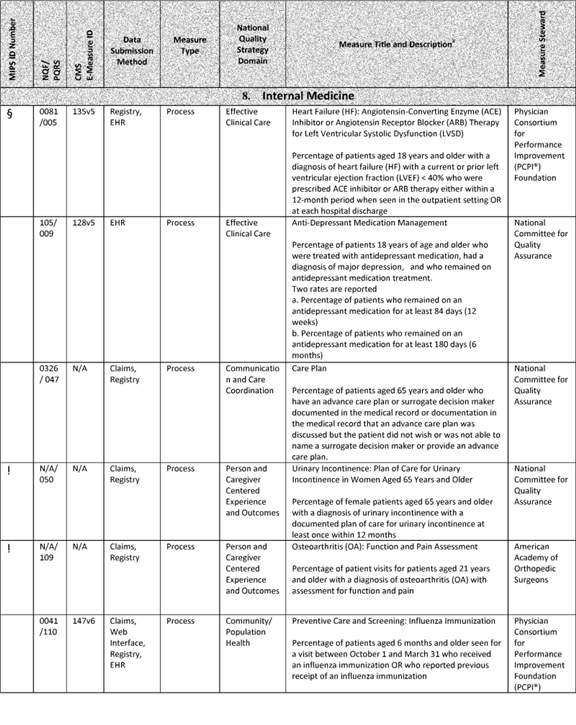 MIPS ID Number
NQF/
PQRS
CMS
E-Measure ID
Data
Submission
Method
Measure
Type
National
Quality
Strategy
Domain
Measure Title and Description¥
Measure Steward
8. Internal Medicine
§
0081
/005
135v5
Registry,
EHR
Process
Effective
Clinical Care
Heart Failure (HF): Angiotensin-Converting Enzyme (ACE)
Inhibitor or Angiotensin Receptor Blocker (ARB) Therapy
for Left Ventricular Systolic Dysfunction (LVSD)
Percentage of patients aged 18 years and older with a
diagnosis of heart failure (HF) with a current or prior left
ventricular ejection fraction (LVEF) < 40% who were
prescribed ACE inhibitor or ARB therapy either within a
12-month period when seen in the outpatient setting OR
at each hospital discharge
Physician
Consortium
for
Performance
Improvement
(PCPI®)
Foundation
105/
009
128v5
EHR
Process
Effective
Clinical Care
Anti-Depressant Medication Management
Percentage of patients 18 years of age and older who
were treated with antidepressant medication, had a
diagnosis of major depression, and who remained on
antidepressant medication treatment.
Two rates are reported
a. Percentage of patients who remained on an
antidepressant medication for at least 84 days (12
weeks)
b. Percentage of patients who remained on an
antidepressant medication for at least 180 days (6
months)
National
Committee for
Quality
Assurance
0326
/ 047
N/A
Claims,
Registry
Process
Communicatio
n and Care
Coordination
Care Plan
Percentage of patients aged 65 years and older who
have an advance care plan or surrogate decision maker
documented in the medical record or documentation in
the medical record that an advance care plan was
discussed but the patient did not wish or was not able to
name a surrogate decision maker or provide an advance
care plan.
National
Committee for
Quality
Assurance
!
N/A/
050
N/A
Claims,
Registry
Process
Person and
Caregiver
Centered
Experience
and Outcomes
Urinary Incontinence: Plan of Care for Urinary
Incontinence in Women Aged 65 Years and Older
Percentage of female patients aged 65 years and older
with a diagnosis of urinary incontinence with a
documented plan of care for urinary incontinence at
least once within 12 months
National
Committee for
Quality
Assurance
!
N/A/
109
N/A
Claims,
Registry
Process
Person and
Caregiver
Centered
Experience
and Outcomes
Osteoarthritis (OA): Function and Pain Assessment
Percentage of patient visits for patients aged 21 years
and older with a diagnosis of osteoarthritis (OA) with
assessment for function and pain
American
Academy of
Orthopedic
Surgeons
0041
/110
147v6
Claims,
Web
Interface,
Registry,
EHR
Process
Community/
Population
Health
Preventive Care and Screening: Influenza Immunization
Percentage of patients aged 6 months and older seen for
a visit between October 1 and March 31 who received
an influenza immunization OR who reported previous
receipt of an influenza immunization
Physician
Consortium
for
Performance
Improvement
Foundation
(PCPI®)